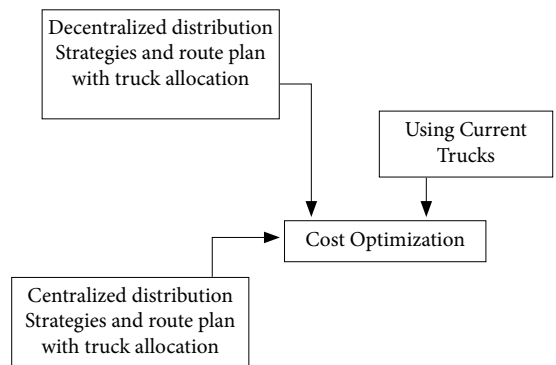 Decentralized distribution
Strategies and route plan
with truck allocation
Using Current
Trucks
Cost Optimization
Centralized distribution
Strategies and route plan
with truck allocation